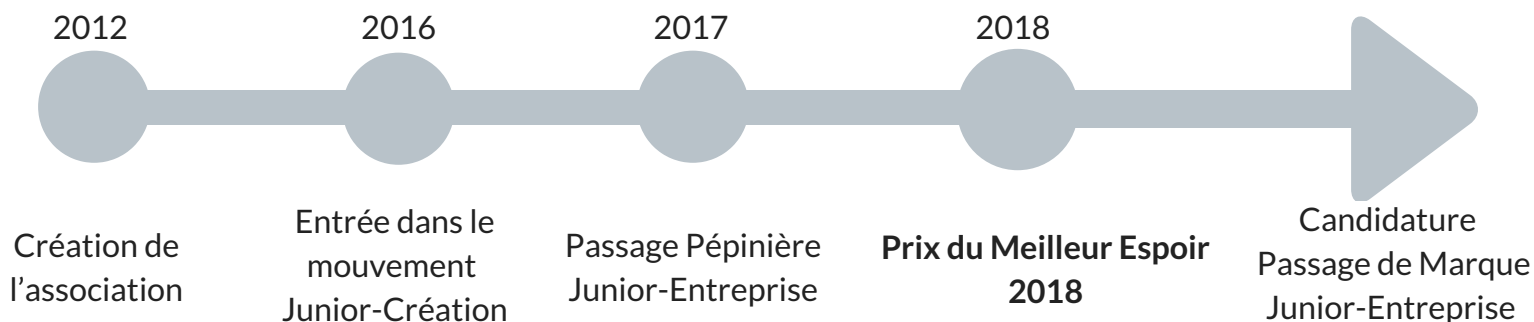 2012
2016
2017
2018
Création de
l'association
Entrée dans le
mouvement
Junior-Création
Passage Pépinière
Junior-Entreprise
Prix du Meilleur Espoir
2018
Candidature
Passage de Marque
Junior-Entreprise